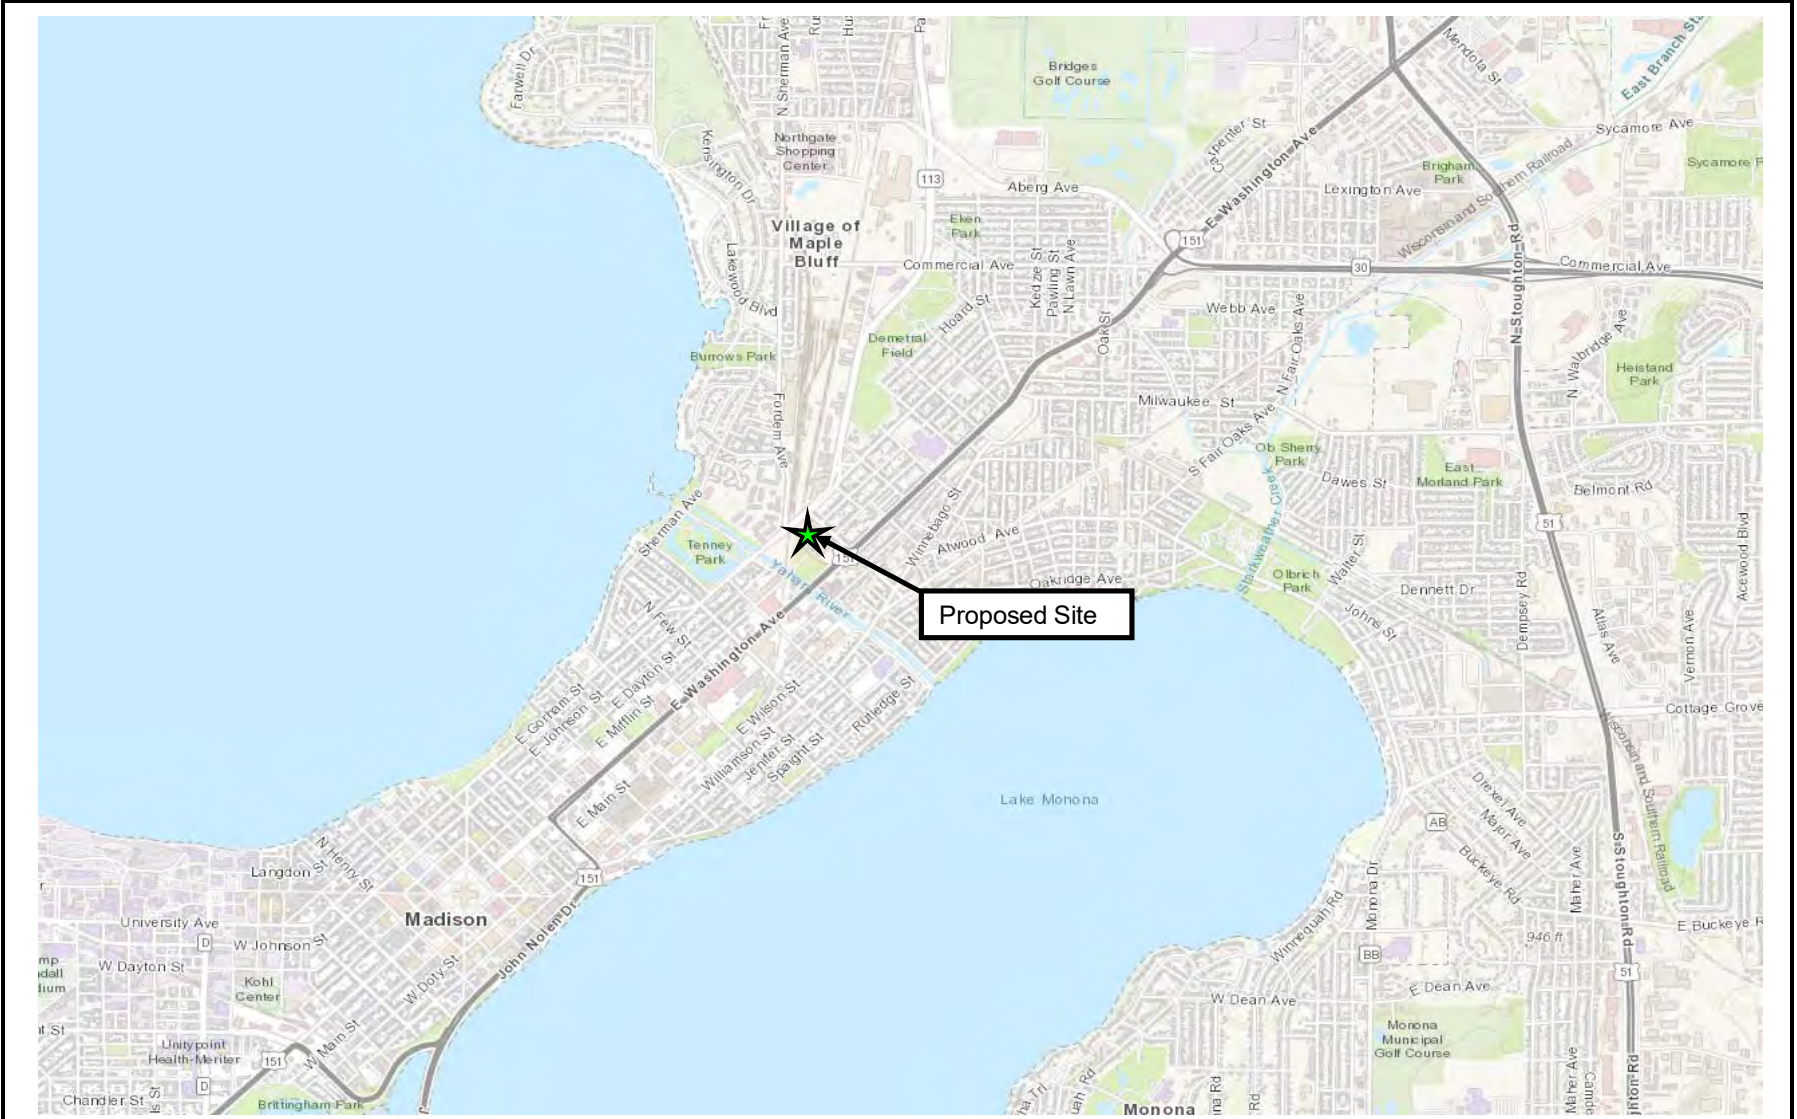 Farwell Dr
N Sherman Ave
Mendota St
East Branch
Bridges
Golf Course
Carpenter St
Sycamore Ave
Northgate
Shopping
Center
Kensington Dr
113
Aberg Ave
E Washington Ave
Brigham
Park
Lexington Ave
Wisconsin and Southern Railroad
Sycamore
Village of
Maple
Bluff
Eken
Park
151
Lakewood Blvd
Commercial Ave
Kedzie St
Pawling St
N Lawn Ave
30
Commercial Ave
N Stoughton Rd
Hoard St
Webb Ave
N Fair Oaks Ave
Oak St
Demetral
Field
Burrows Park
N Walbridge Ave
Heistand
Park
Fordem Ave
Milwaukee St
S Fair Oaks Ave
Ob Sherry
Park
East
Morland Park
Dawes St
Belmont Rd
Sherman Ave
Winnebago St
Atwood Ave
Starkweather Creek
51
Acewood Blvd
Tenney
Park
151
Yahara River
Oakridge Ave
Olbrich
Park
Walter St
Dennett Dr
Dempsey Rd
Proposed Site
N Few St
Johns St
Atlas Ave
Vernon Ave
E Washington Ave
E Dayton St
E Gorham St
E Johnson St
E Mifflin St
E Wilson St
Rutledge St
Williamson St
Jenifer St
Spaight St
Cottage Grove
Wisconsin and Southern Railroad
E Main St
Lake Monona
Drexel Ave
Major Ave
AB
Buckeye Rd
S Stoughton Rd
N Henry St
Langdon St
151
Maher Ave
Monona Dr
Winnequah Rd
University Ave
Madison
John Nolen Dr
E Buckeye R
D
W Johnson St
946 ft
BB
W Dayton St
W Doty St
51
Kohl
Center
W Dean Ave
E Dean Ave
W Main St
Unitypoint
Health-Meriter
151
Monona
Municipal
Golf Course
D
Chandler St
Brittingham Park
Maher Ave
Monona